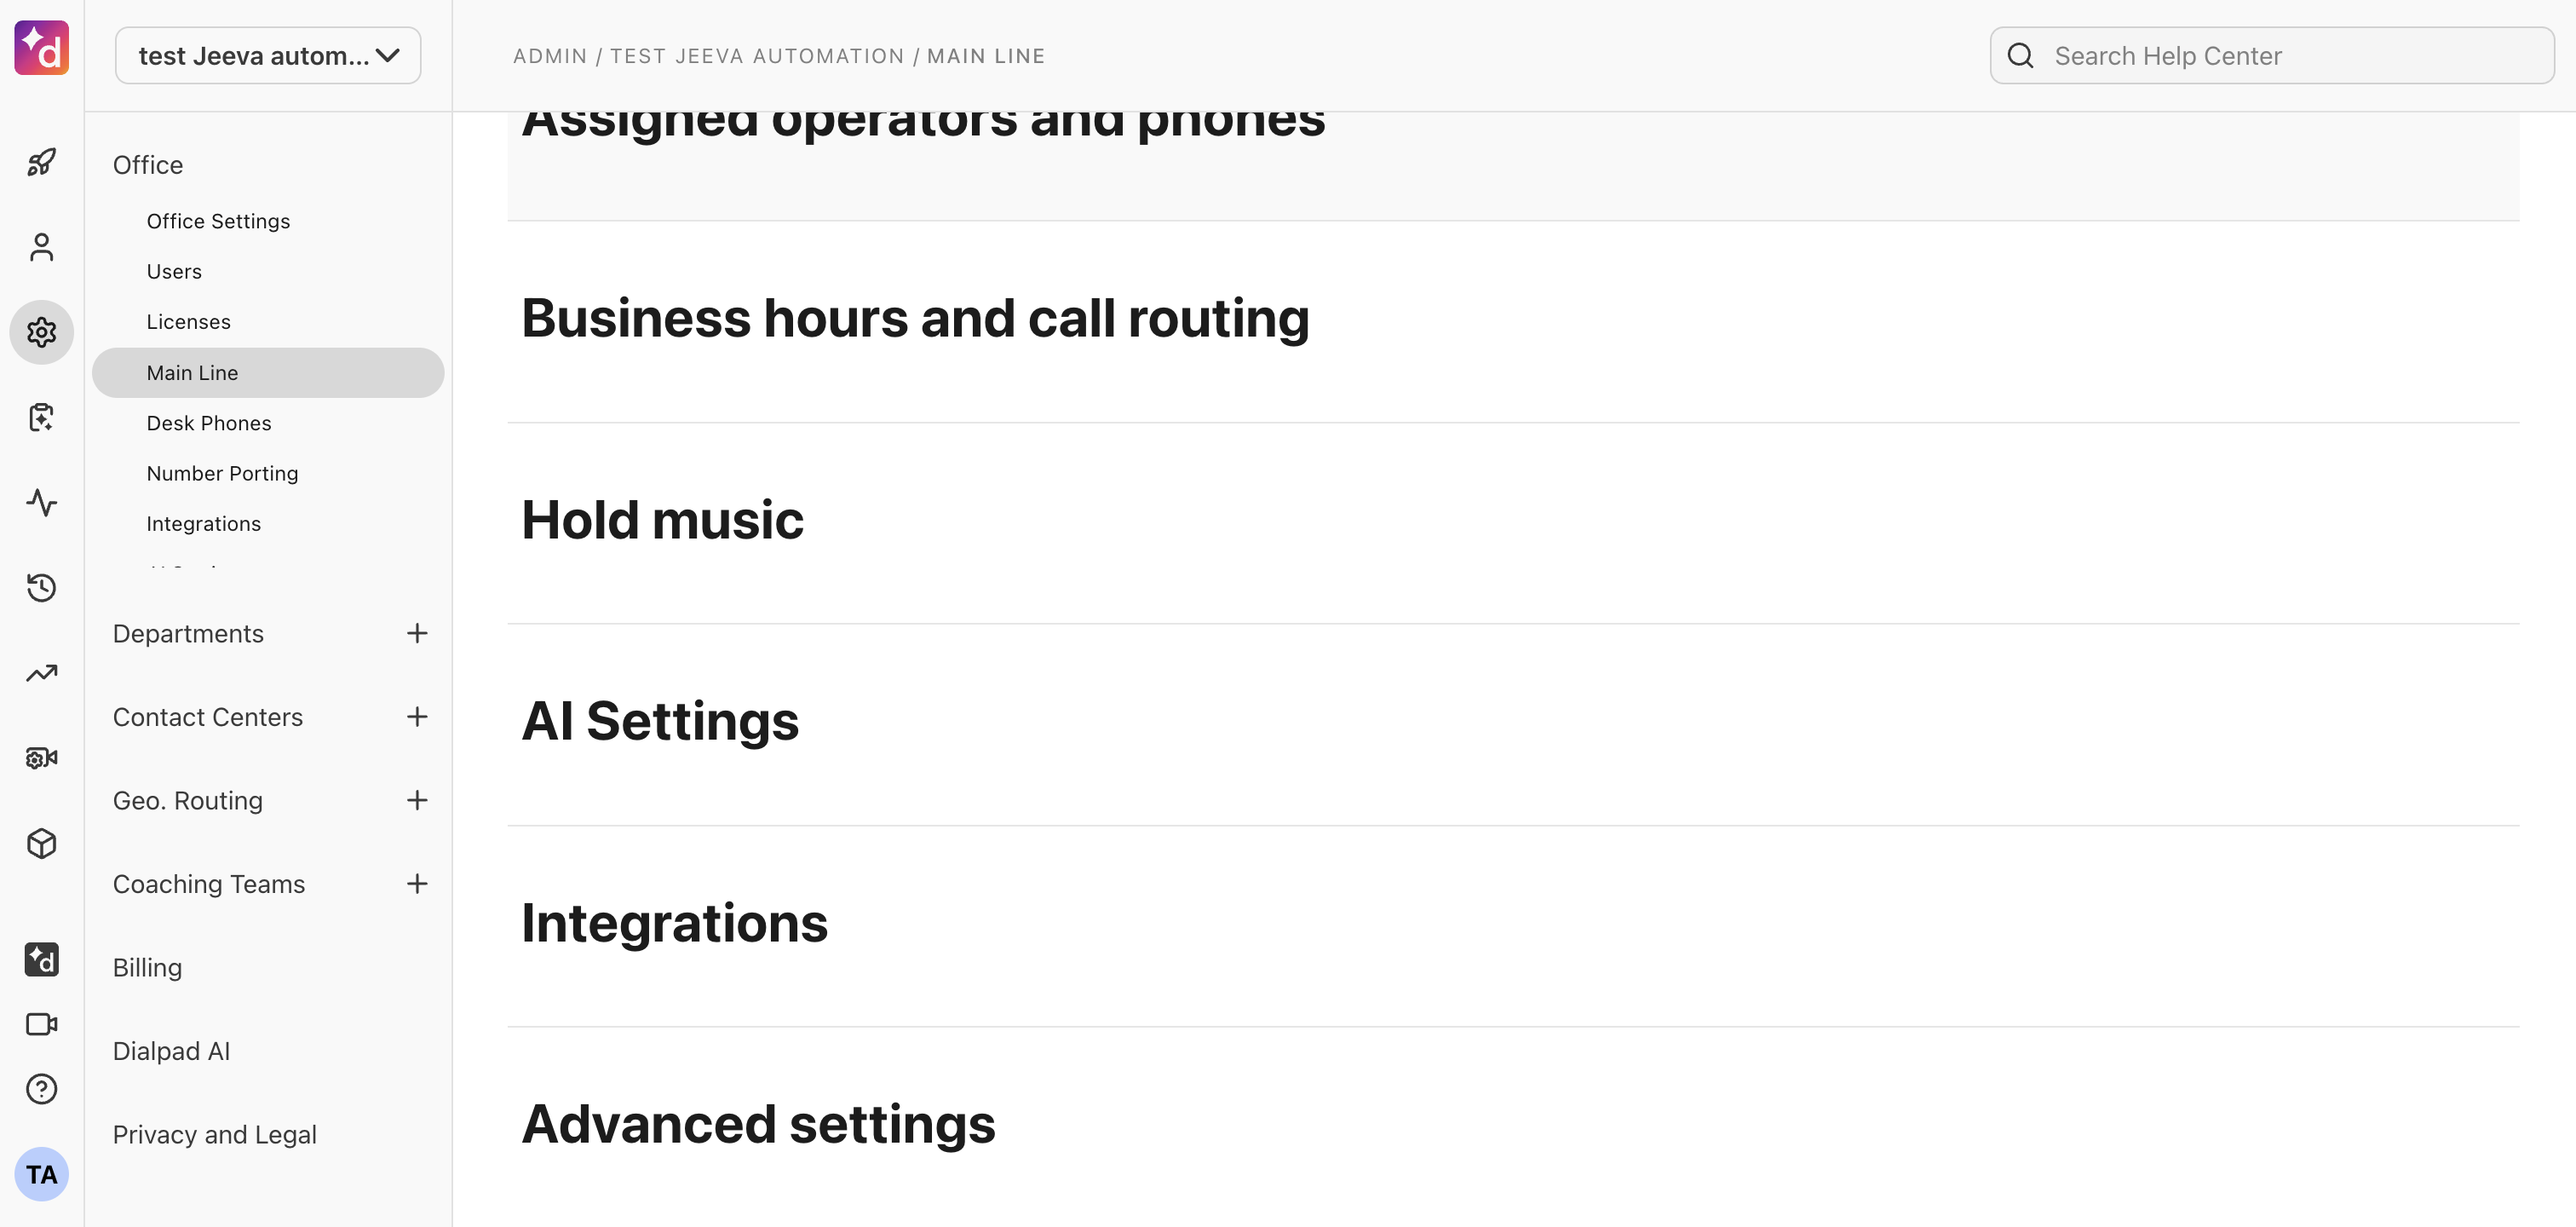 d
test Jeeva autom...
ADMIN / TEST JEEVA AUTOMATION / MAIN LINE
Search Help Center
Office
Office Settings
Users
Licenses
Main Line
Desk Phones
Number Porting
Integrations
Departments
Contact Centers
Geo. Routing
Coaching Teams
Billing
Dialpad AI
Privacy and Legal
d
TA
Assigned operators and phones
Business hours and call routing
Hold music
AI Settings
Integrations
Advanced settings